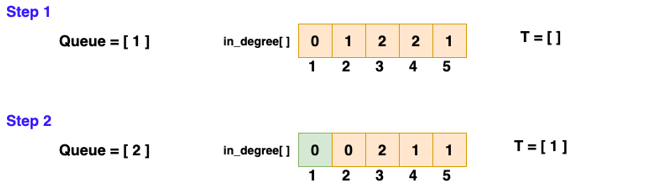 Step 1
Queue = [ 1 ] in_degree[ ] 0 1 2 2 1 T = [ ]
1 2 3 4 5
Step 2
Queue = [ 2 ] in_degree[ ] 0 0 2 1 1 T = [ 1 ]
1 2 3 4 5